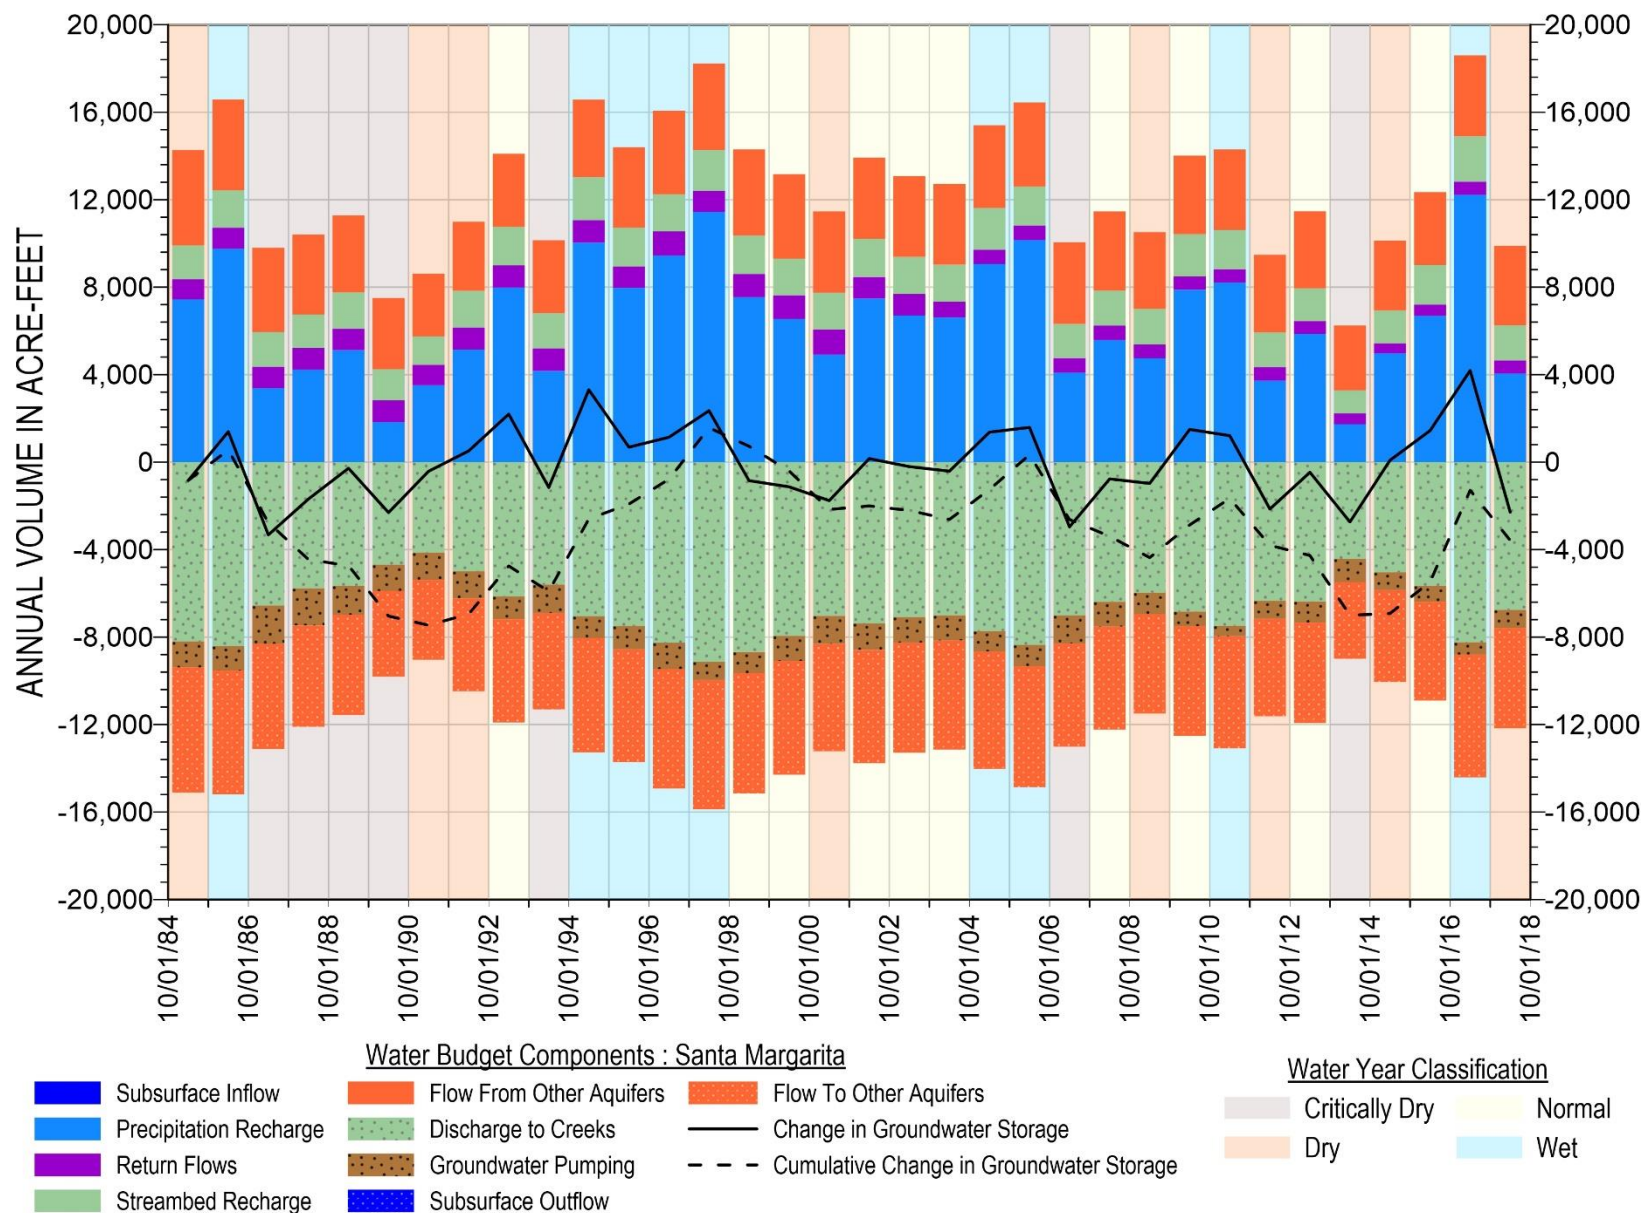 ANNUAL VOLUME IN ACRE-FEET
20,000
16,000
12,000
8,000
4,000
0
-4,000
-8,000
-12,000
-16,000
-20,000
20,000
16,000
12,000
8,000
4,000
0
-4,000
-8,000
-12,000
-16,000
-20,000
10/01/84
10/01/86
10/01/88
10/01/90
10/01/92
10/01/94
10/01/96
10/01/98
10/01/00
10/01/02
10/01/04
10/01/06
10/01/08
10/01/10
10/01/12
10/01/14
10/01/16
10/01/18
Water Budget Components : Santa Margarita
Subsurface Inflow
Precipitation Recharge
Return Flows
Streambed Recharge
Flow From Other Aquifers
Discharge to Creeks
Groundwater Pumping
Subsurface Outflow
Flow To Other Aquifers
Change in Groundwater Storage
Cumulative Change in Groundwater Storage
Water Year Classification
Critically Dry
Dry
Normal
Wet